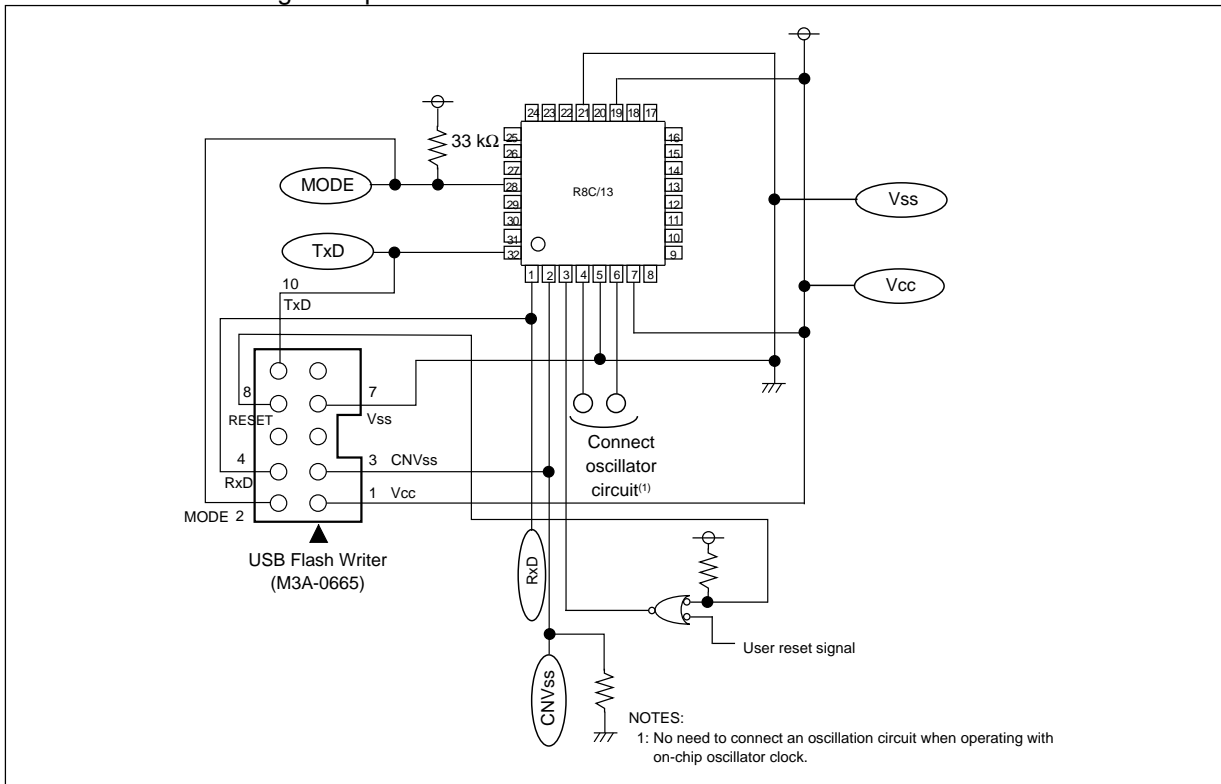 24 23 22 21 20 19 18 17
33 kΩ
25
26
27
28
29
30
31
32
16
15
14
13
12
11
10
9
R8C/13
MODE
TxD
Vss
Vcc
1 2 3 4 5 6 7 8
10
TxD
8
RESET
7
Vss
4
RxD
3 CNVss
1 Vcc
MODE 2
USB Flash Writer
(M3A-0665)
Connect
oscillator
circuit(1)
RxD
CNVss
User reset signal
NOTES:
1: No need to connect an oscillation circuit when operating with
on-chip oscillator clock.